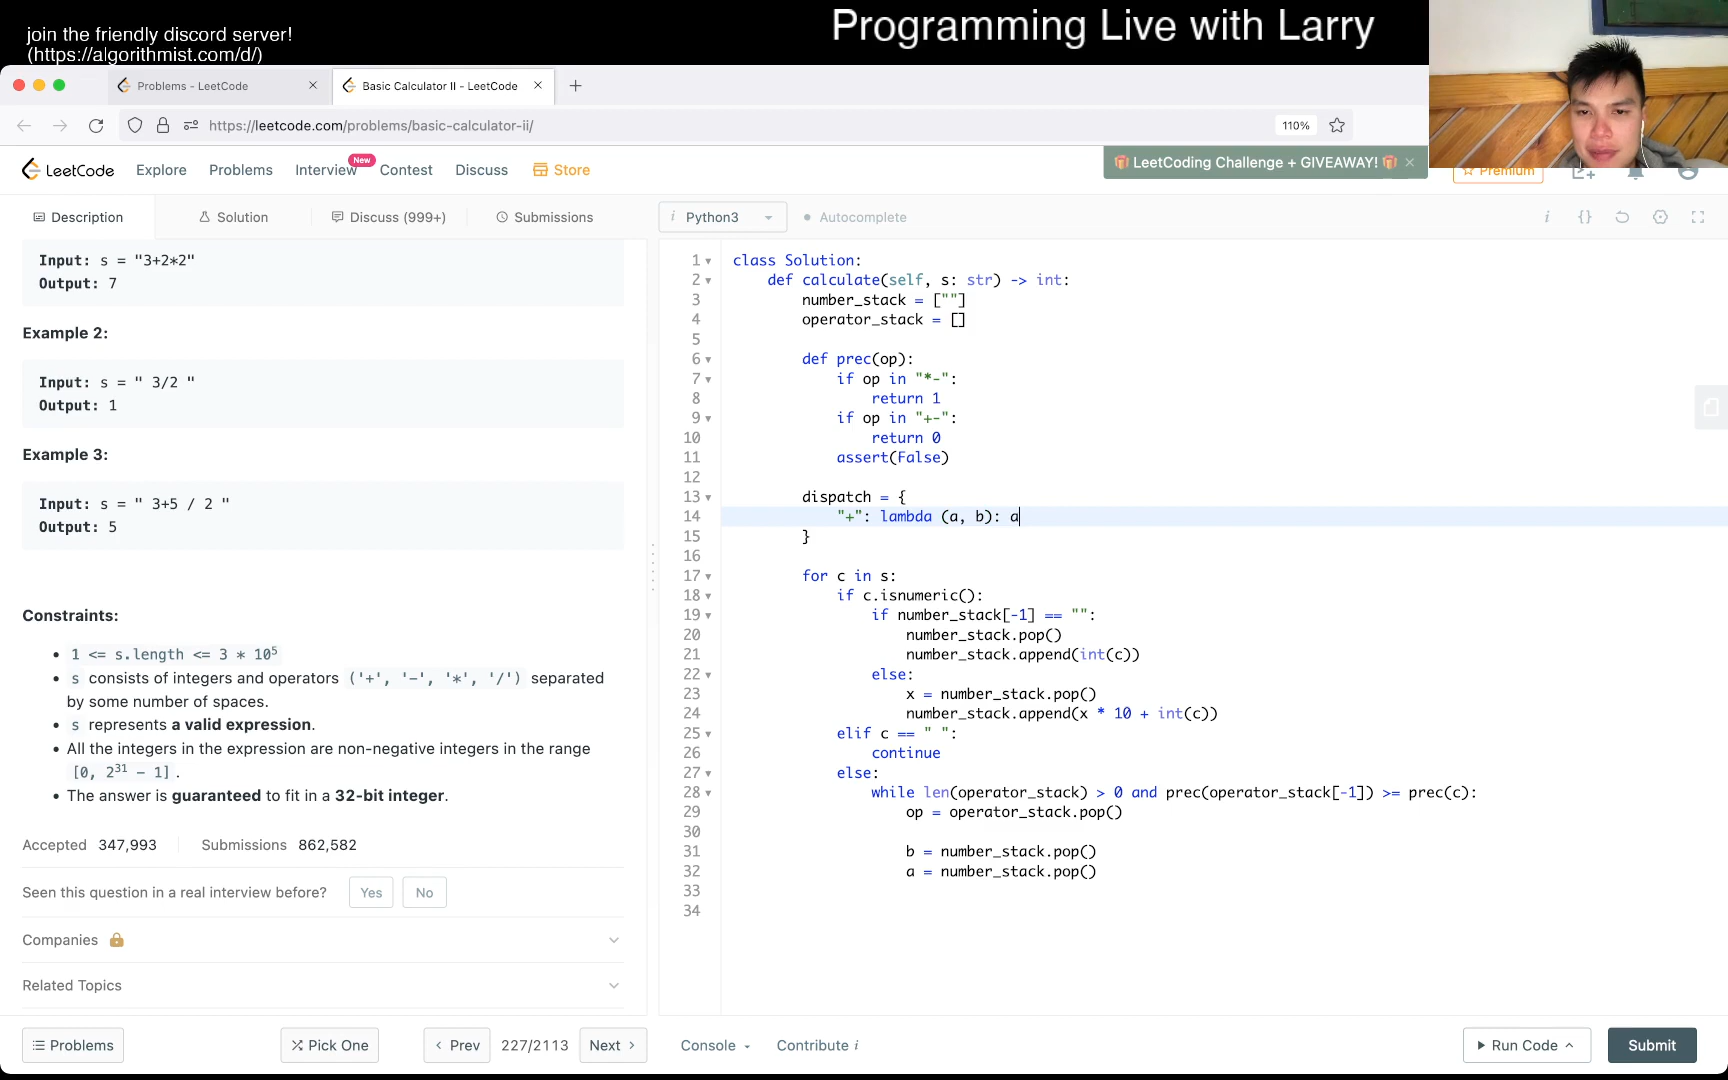 join the friendly discord server!
(https://algorithmist.com/d/)
Programming Live with Larry
Problems - LeetCode
Basic Calculator II - LeetCode
https://leetcode.com/problems/basic-calculator-ii/
110%
LeetCode
Explore
Problems
Interview
New
Contest
Discuss
Store
LeetCoding Challenge + GIVEAWAY!
Premium
Description
Solution
Discuss (999+)
Submissions
i Python3
Autocomplete
Input: s = "3+2*2"
Output: 7
Example 2:
Input: s = " 3/2 "
Output: 1
Example 3:
Input: s = " 3+5 / 2 "
Output: 5
Constraints:
1 <= s.length <= 3 * 10⁵
s consists of integers and operators ('+', '-', '*', '/') separated
by some number of spaces.
s represents a valid expression.
All the integers in the expression are non-negative integers in the range
[0, 2³¹ - 1].
The answer is guaranteed to fit in a 32-bit integer.
Accepted 347,993 Submissions 862,582
Seen this question in a real interview before? Yes No
Companies
Related Topics
Problems
Pick One
Prev
227/2113
Next
1 class Solution:
2 def calculate(self, s: str) -> int:
3 number_stack = [""]
4 operator_stack = []
5
6 def prec(op):
7 if op in "*-":
8 return 1
9 if op in "+-":
10 return 0
11 assert(False)
12
13 dispatch = {
14 "+": lambda (a, b): a
15 }
16
17 for c in s:
18 if c.isnumeric():
19 if number_stack[-1] == "":
20 number_stack.pop()
21 number_stack.append(int(c))
22 else:
23 x = number_stack.pop()
24 number_stack.append(x * 10 + int(c))
25 elif c == " ":
26 continue
27 else:
28 while len(operator_stack) > 0 and prec(operator_stack[-1]) >= prec(c):
29 op = operator_stack.pop()
30
31 b = number_stack.pop()
32 a = number_stack.pop()
33
34
Console
Contribute i
Run Code
Submit